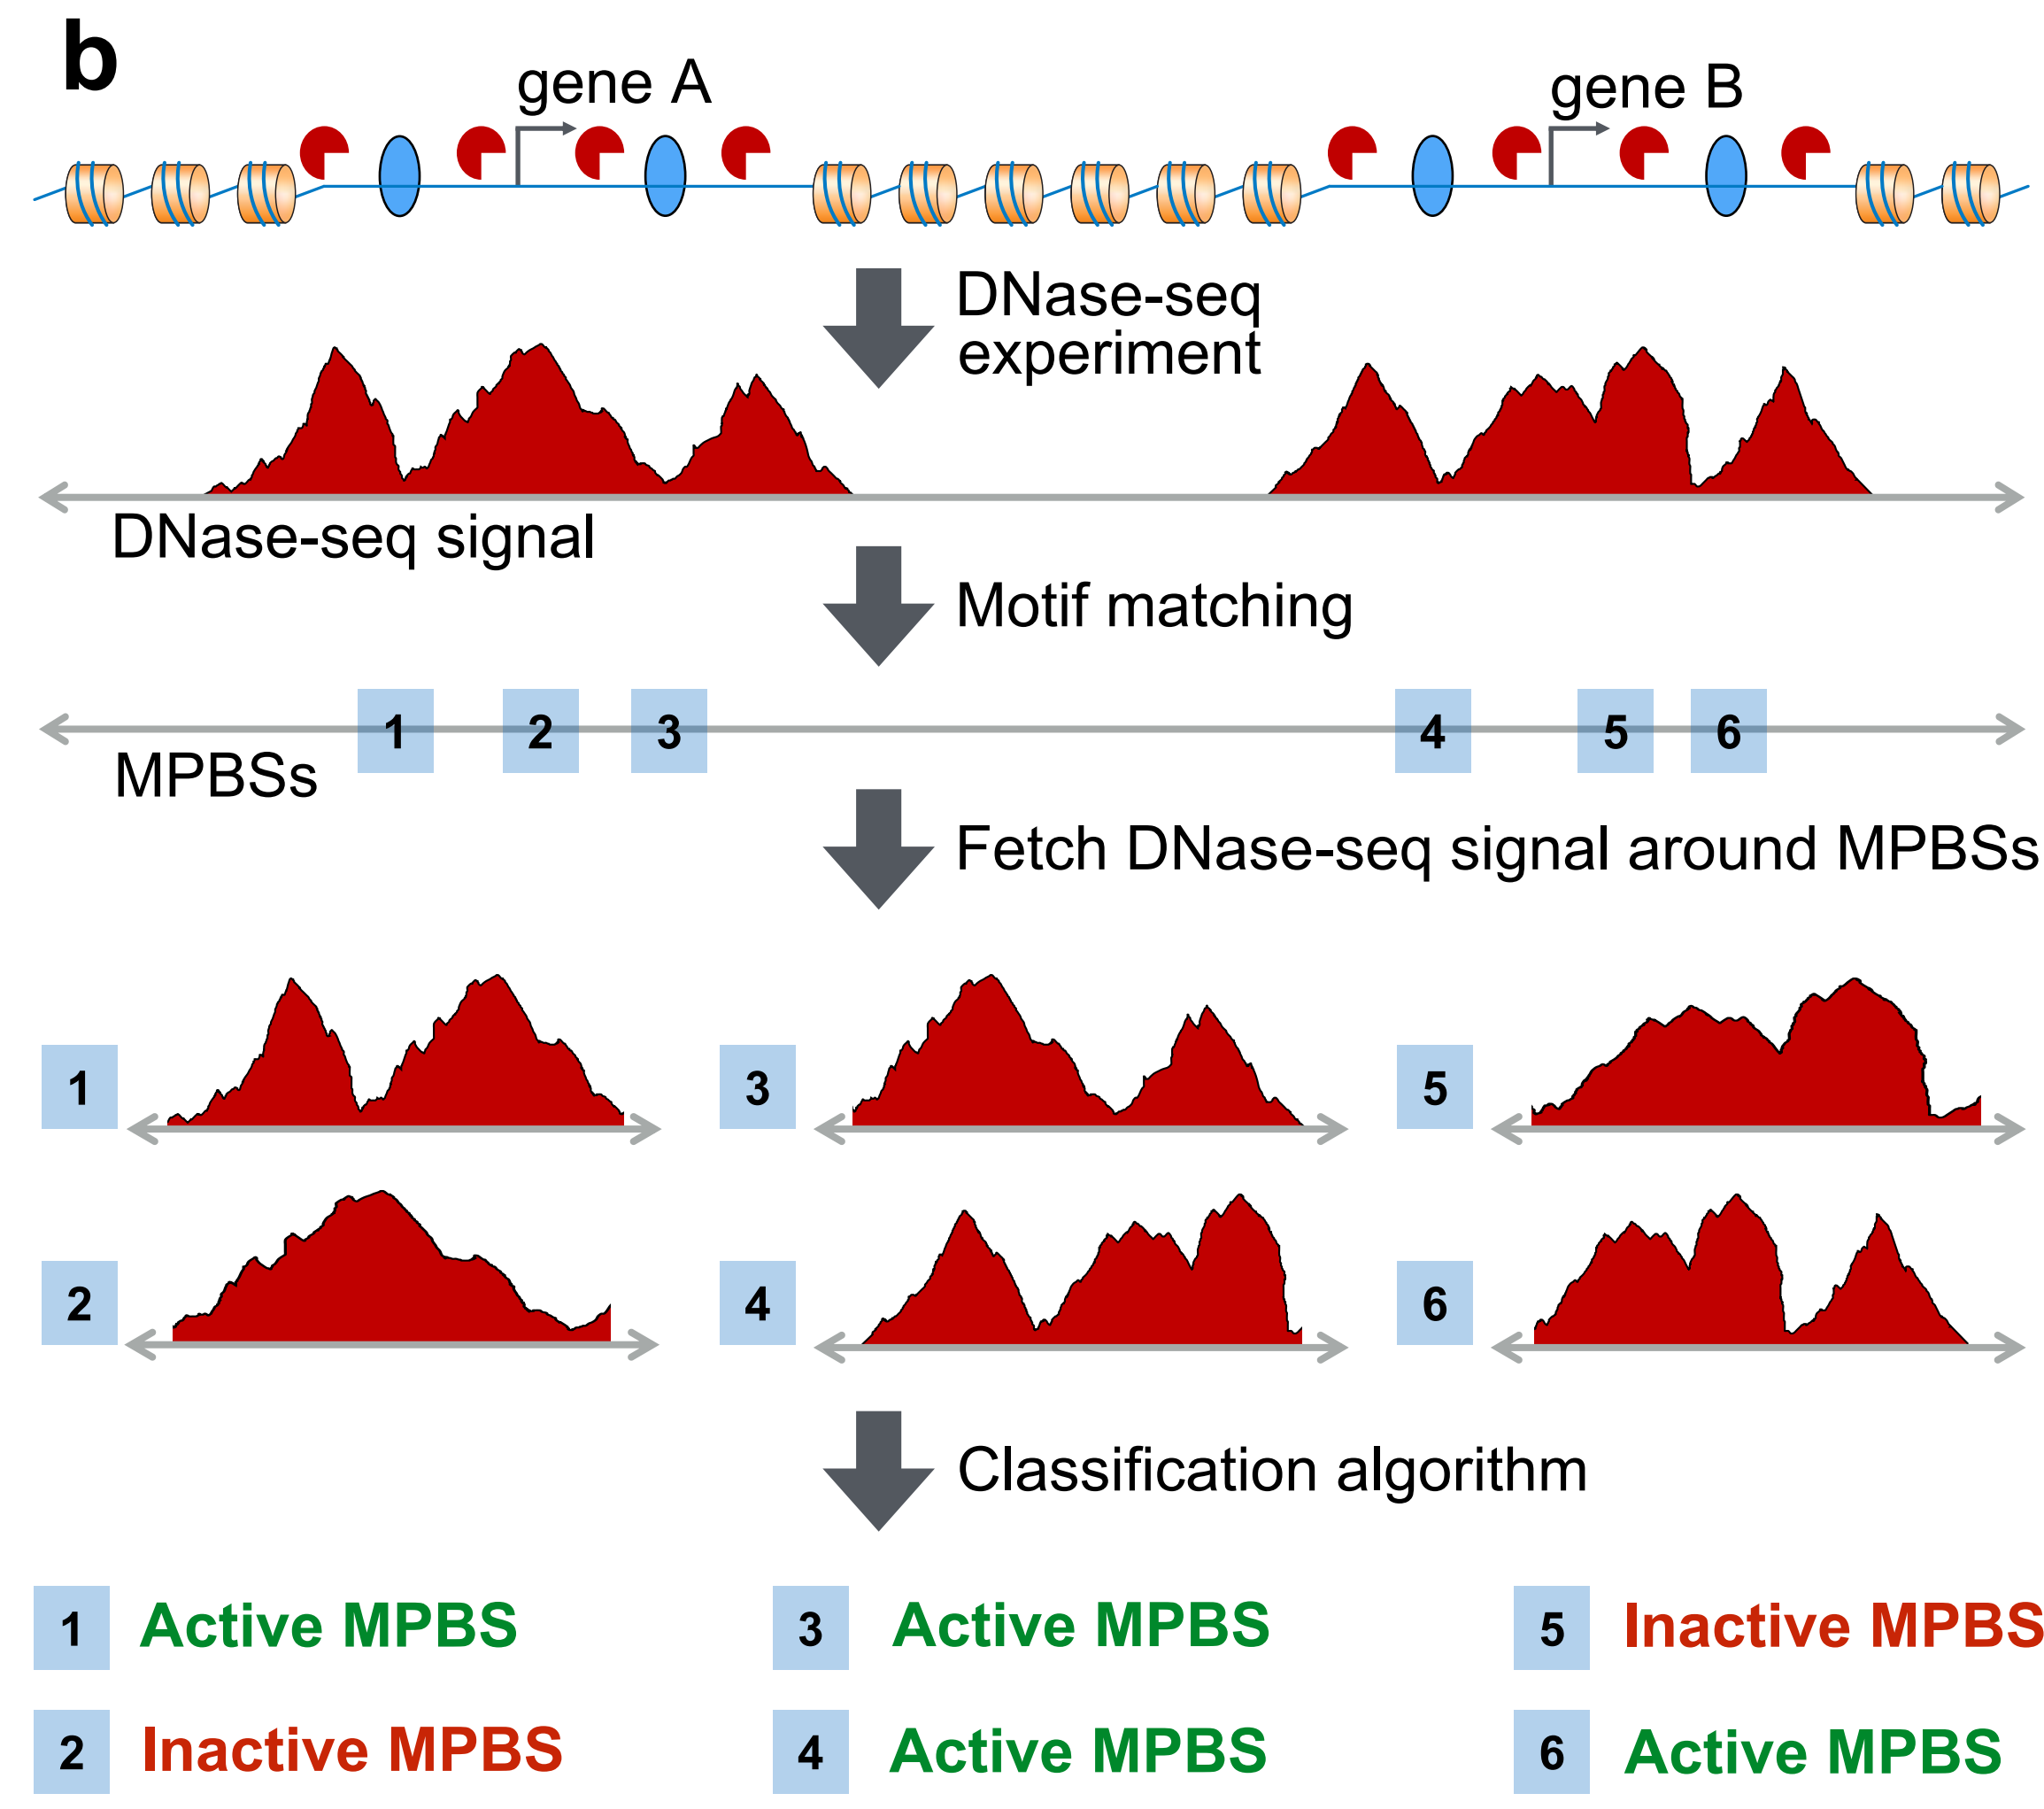 b
gene A
gene B
DNase-seq
experiment
DNase-seq signal
Motif matching
1 2 3 4 5 6
MPBSs
Fetch DNase-seq signal around MPBSs
1 3 5
2 4 6
Classification algorithm
1 Active MPBS 3 Active MPBS 5 Inactive MPBS
2 Inactive MPBS 4 Active MPBS 6 Active MPBS